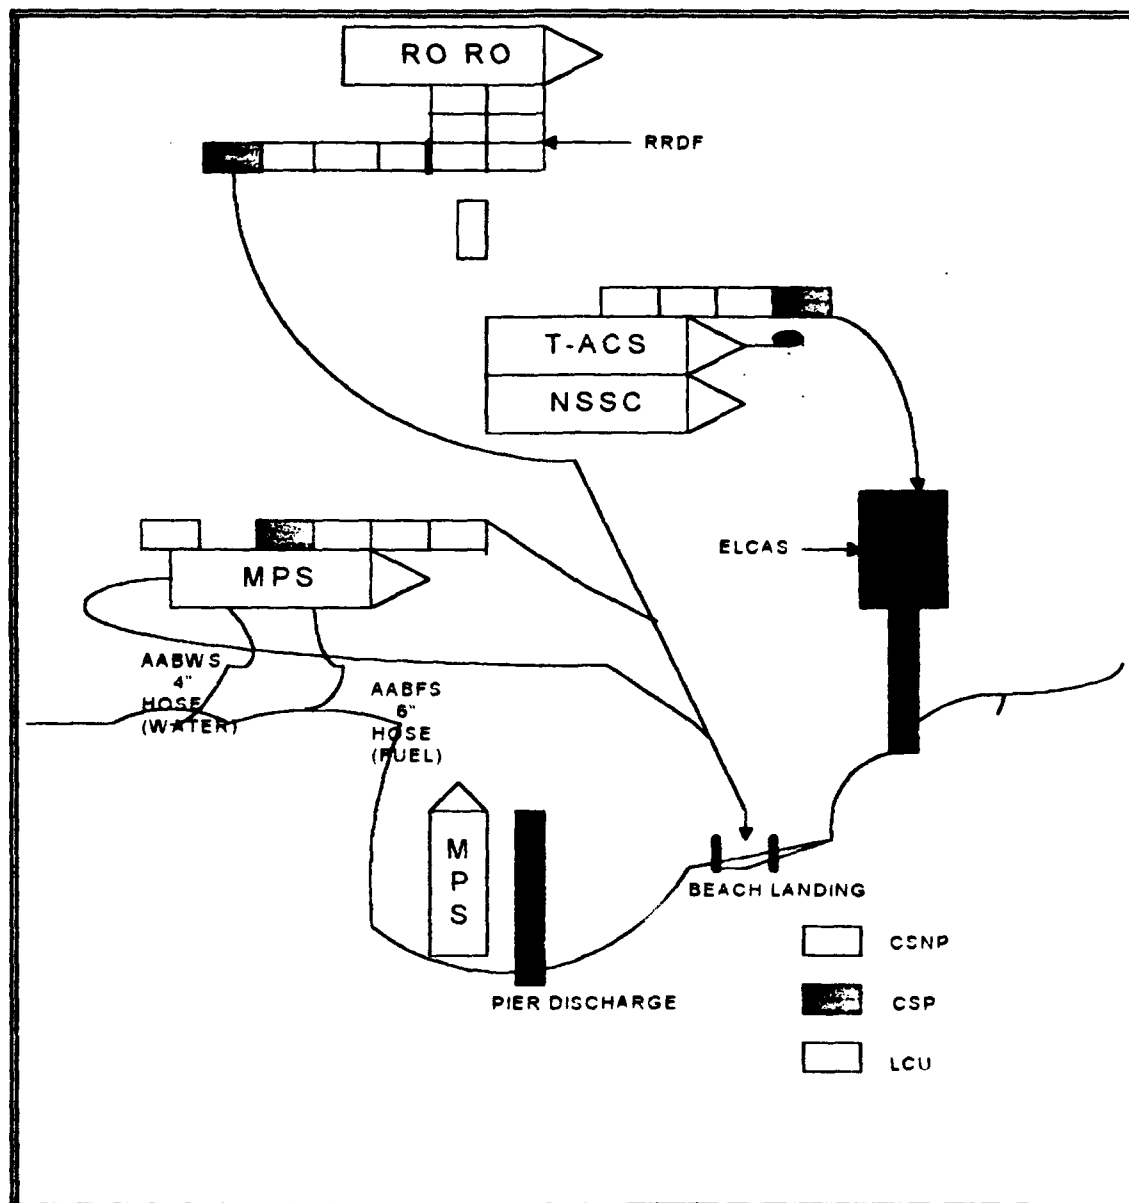 RO RO
RRDF
T-ACS
NSSC
ELCAS
MPS
AABWS
4"
HOSE
(WATER)
AABFS
6"
HOSE
(FUEL)
M
P
S
BEACH LANDING
CSNP
PIER DISCHARGE
CSP
LCU